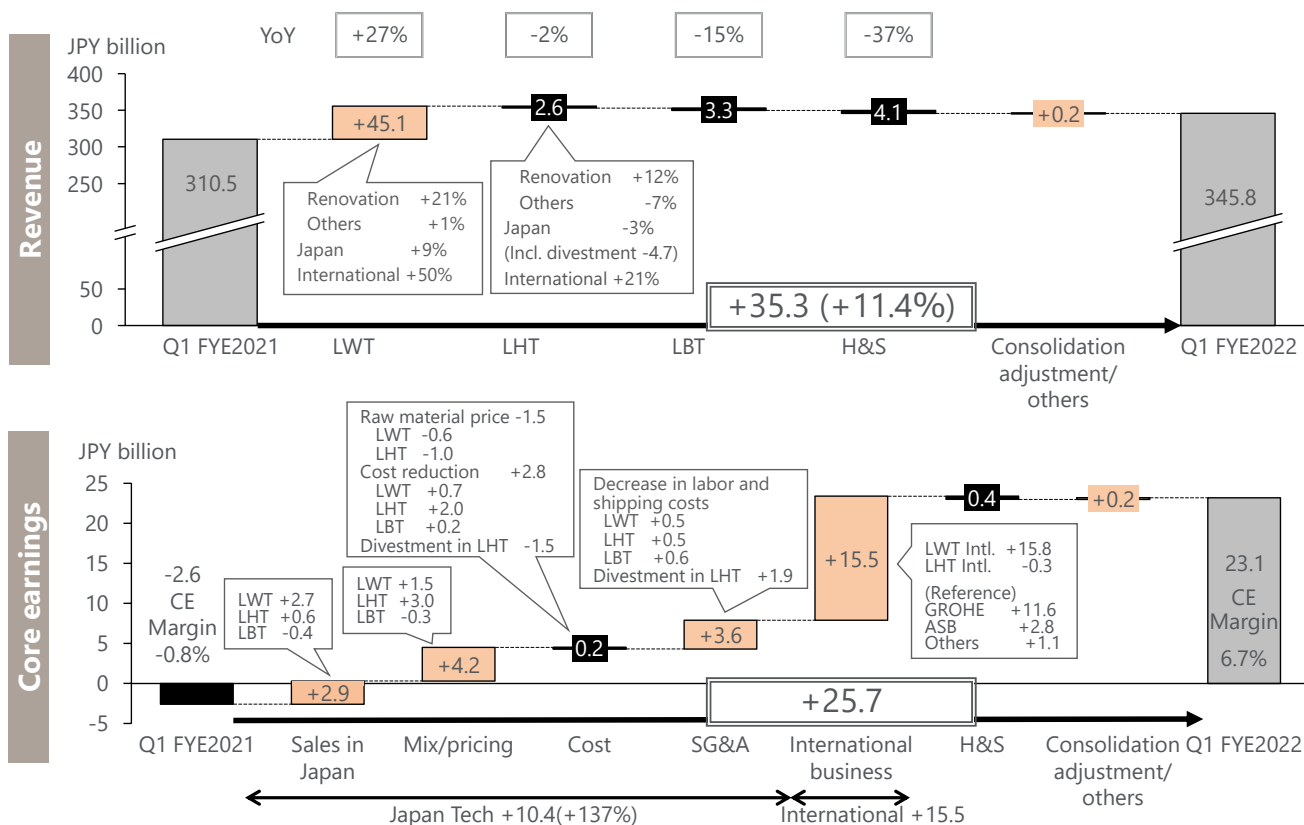 Revenue
JPY billion
YoY
+27%
-2%
-15%
-37%
400
350
300
250
50
0
310.5
+45.1
2.6
3.3
4.1
+0.2
345.8
Renovation +21%
Others +1%
Japan +9%
International +50%
Renovation +12%
Others -7%
Japan -3%
(Incl. divestment -4.7)
International +21%
+35.3 (+11.4%)
Q1 FYE2021
LWT
LHT
LBT
H&S
Consolidation
adjustment/
others
Q1 FYE2022
Core earnings
JPY billion
25
20
15
10
5
0
-5
-2.6
CE
Margin
-0.8%
LWT +2.7
LHT +0.6
LBT -0.4
+2.9
LWT +1.5
LHT +3.0
LBT -0.3
+4.2
Raw material price -1.5
LWT -0.6
LHT -1.0
Cost reduction +2.8
LWT +0.7
LHT +2.0
LBT +0.2
Divestment in LHT -1.5
0.2
Decrease in labor and
shipping costs
LWT +0.5
LHT +0.5
LBT +0.6
Divestment in LHT +1.9
+3.6
+15.5
LWT Intl. +15.8
LHT Intl. -0.3
(Reference)
GROHE +11.6
ASB +2.8
Others +1.1
0.4
+0.2
23.1
CE
Margin
6.7%
+25.7
Q1 FYE2021
Sales in
Japan
Mix/pricing
Cost
SG&A
International
business
H&S
Consolidation
adjustment/
others
Q1 FYE2022
Japan Tech +10.4(+137%)
International +15.5